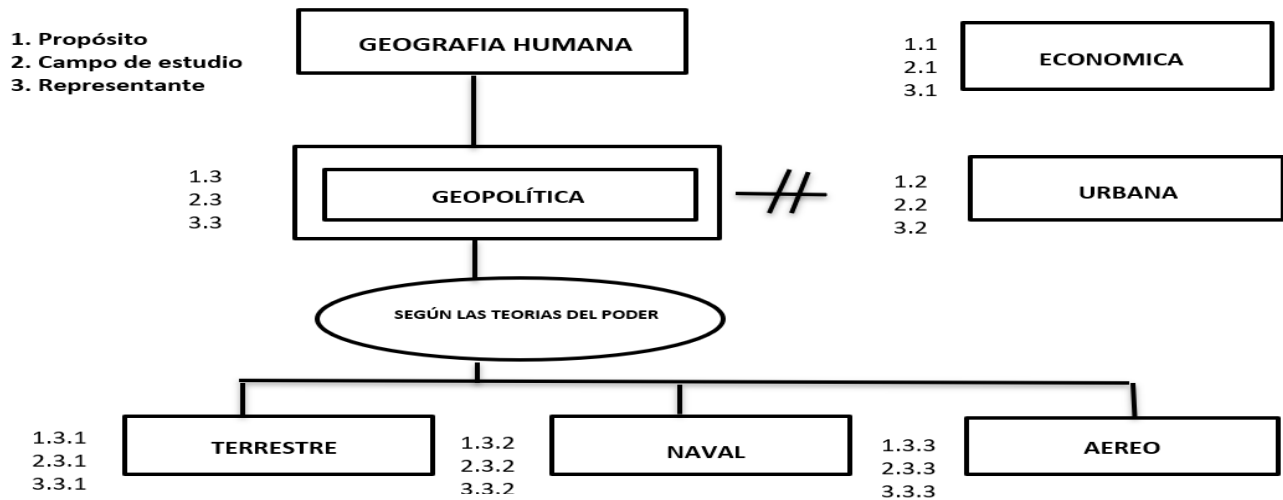 1. Propósito
2. Campo de estudio
3. Representante
GEOGRAFIA HUMANA
1.1
2.1
3.1
ECONOMICA
1.3
2.3
3.3
GEOPOLÍTICA
1.2
2.2
3.2
URBANA
SEGÚN LAS TEORIAS DEL PODER
1.3.1
2.3.1
3.3.1
TERRESTRE
1.3.2
2.3.2
3.3.2
NAVAL
1.3.3
2.3.3
3.3.3
AEREO